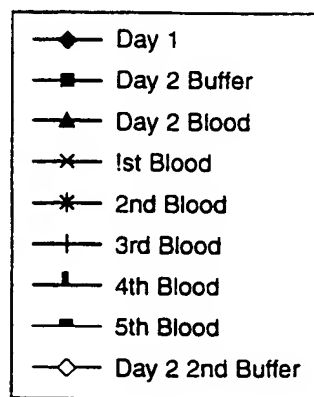 Day 1
Day 2 Buffer
Day 2 Blood
!st Blood
2nd Blood
3rd Blood
4th Blood
5th Blood
Day 2 2nd Buffer